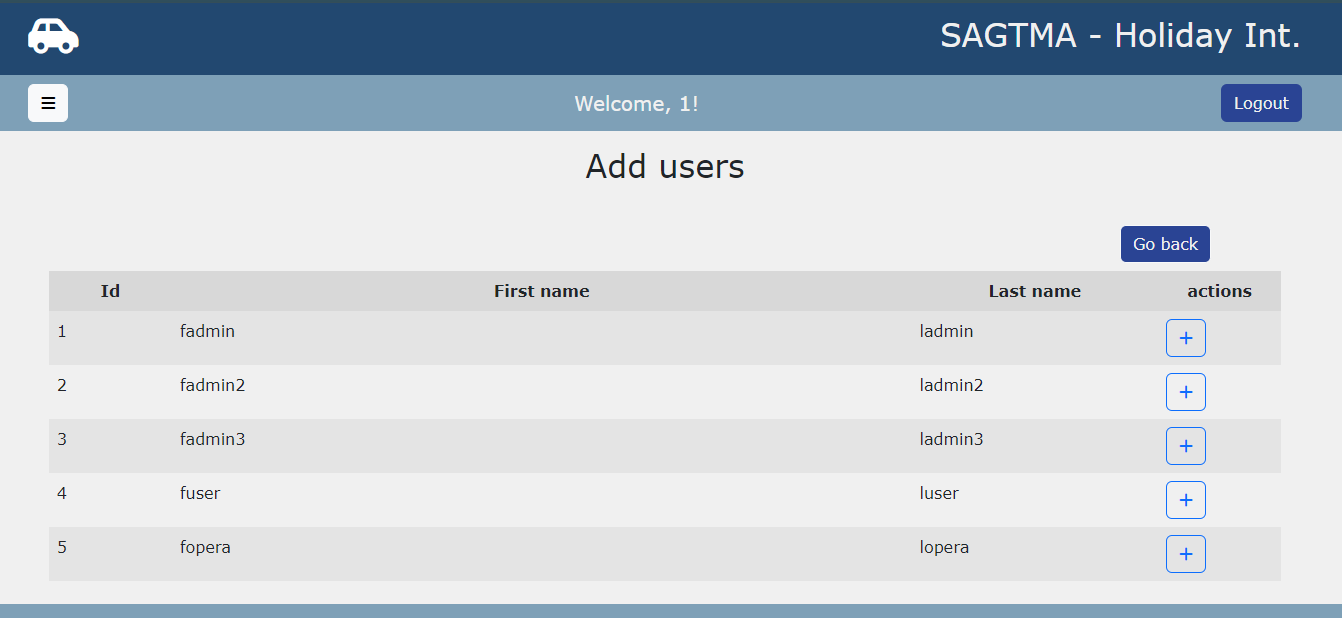 SAGTMA - Holiday Int.
Welcome, 1!
Logout
Add users
Go back
Id First name Last name actions
1 fadmin ladmin +
2 fadmin2 ladmin2 +
3 fadmin3 ladmin3 +
4 fuser luser +
5 fopera lopera +